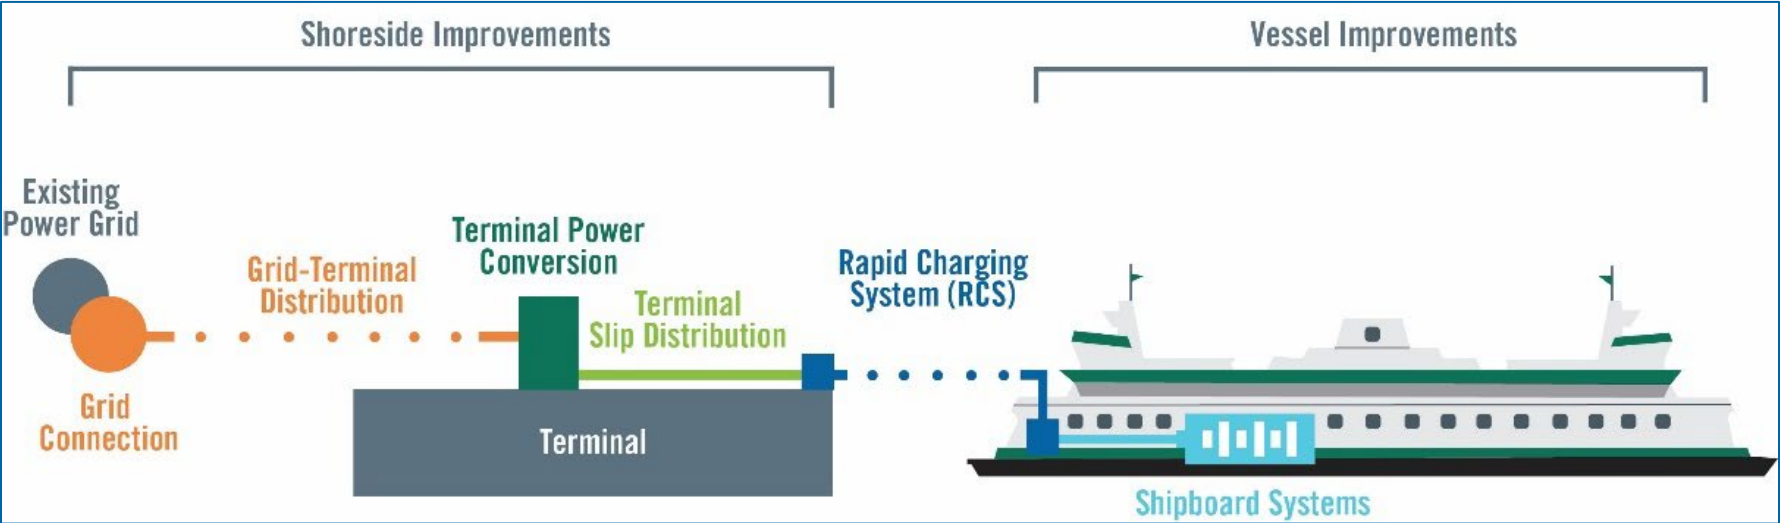 Shoreside Improvements
Vessel Improvements
Existing
Power Grid
Grid-Terminal
Distribution
Grid
Connection
Terminal Power
Conversion
Terminal
Slip Distribution
Terminal
Rapid Charging
System (RCS)
Shipboard Systems